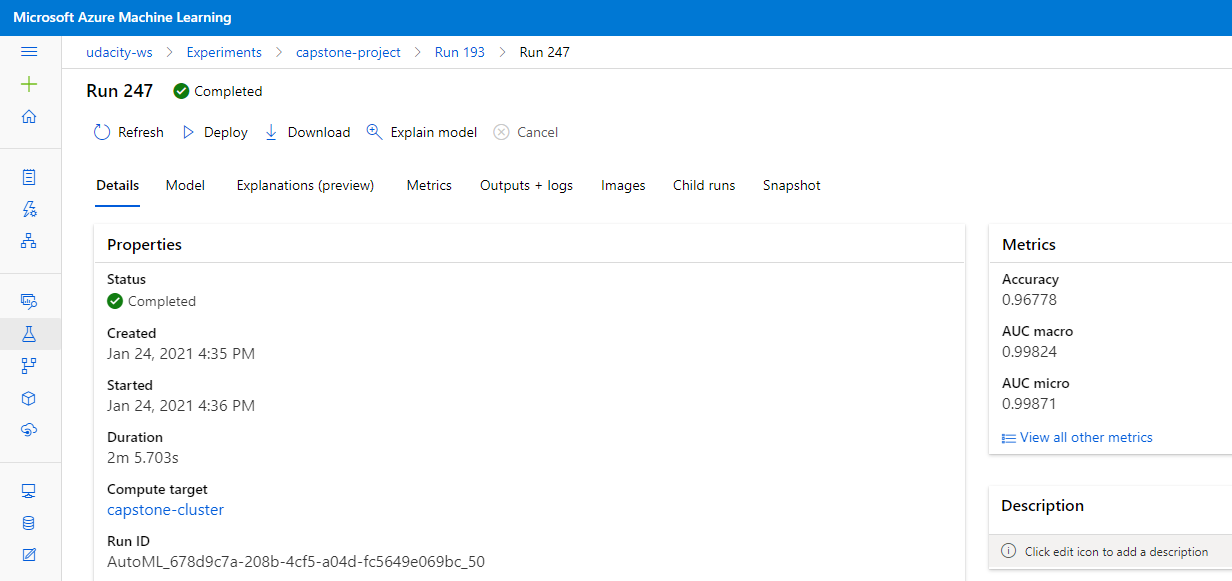 Microsoft Azure Machine Learning
udacity-ws > Experiments > capstone-project > Run 193 > Run 247
Run 247 Completed
Refresh Deploy Download Explain model Cancel
Details Model Explanations (preview) Metrics Outputs + logs Images Child runs Snapshot
Properties
Status
Completed
Created
Jan 24, 2021 4:35 PM
Started
Jan 24, 2021 4:36 PM
Duration
2m 5.703s
Compute target
capstone-cluster
Run ID
AutoML_678d9c7a-208b-4cf5-a04d-fc5649e069bc_50
Metrics
Accuracy
0.96778
AUC macro
0.99824
AUC micro
0.99871
View all other metrics
Description
Click edit icon to add a description